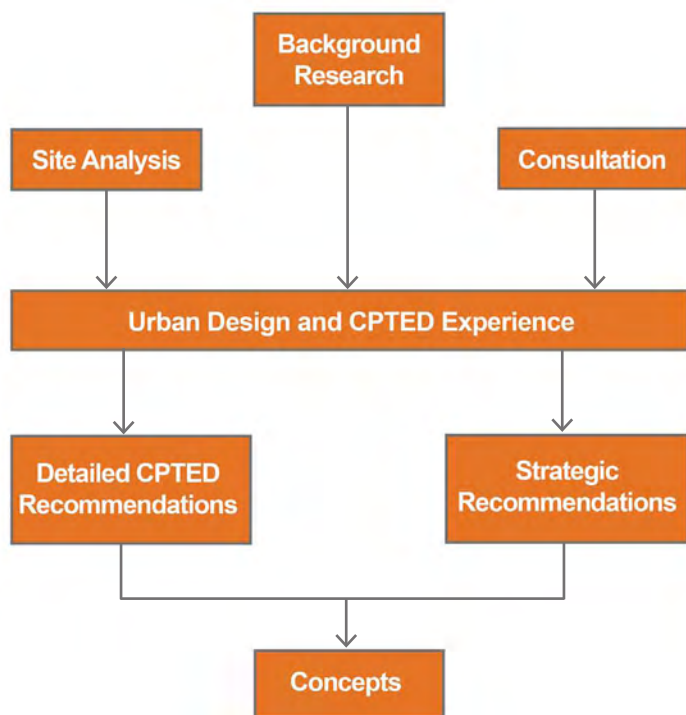 Background
Research
Site Analysis
Consultation
Urban Design and CPTED Experience
Detailed CPTED
Recommendations
Strategic
Recommendations
Concepts